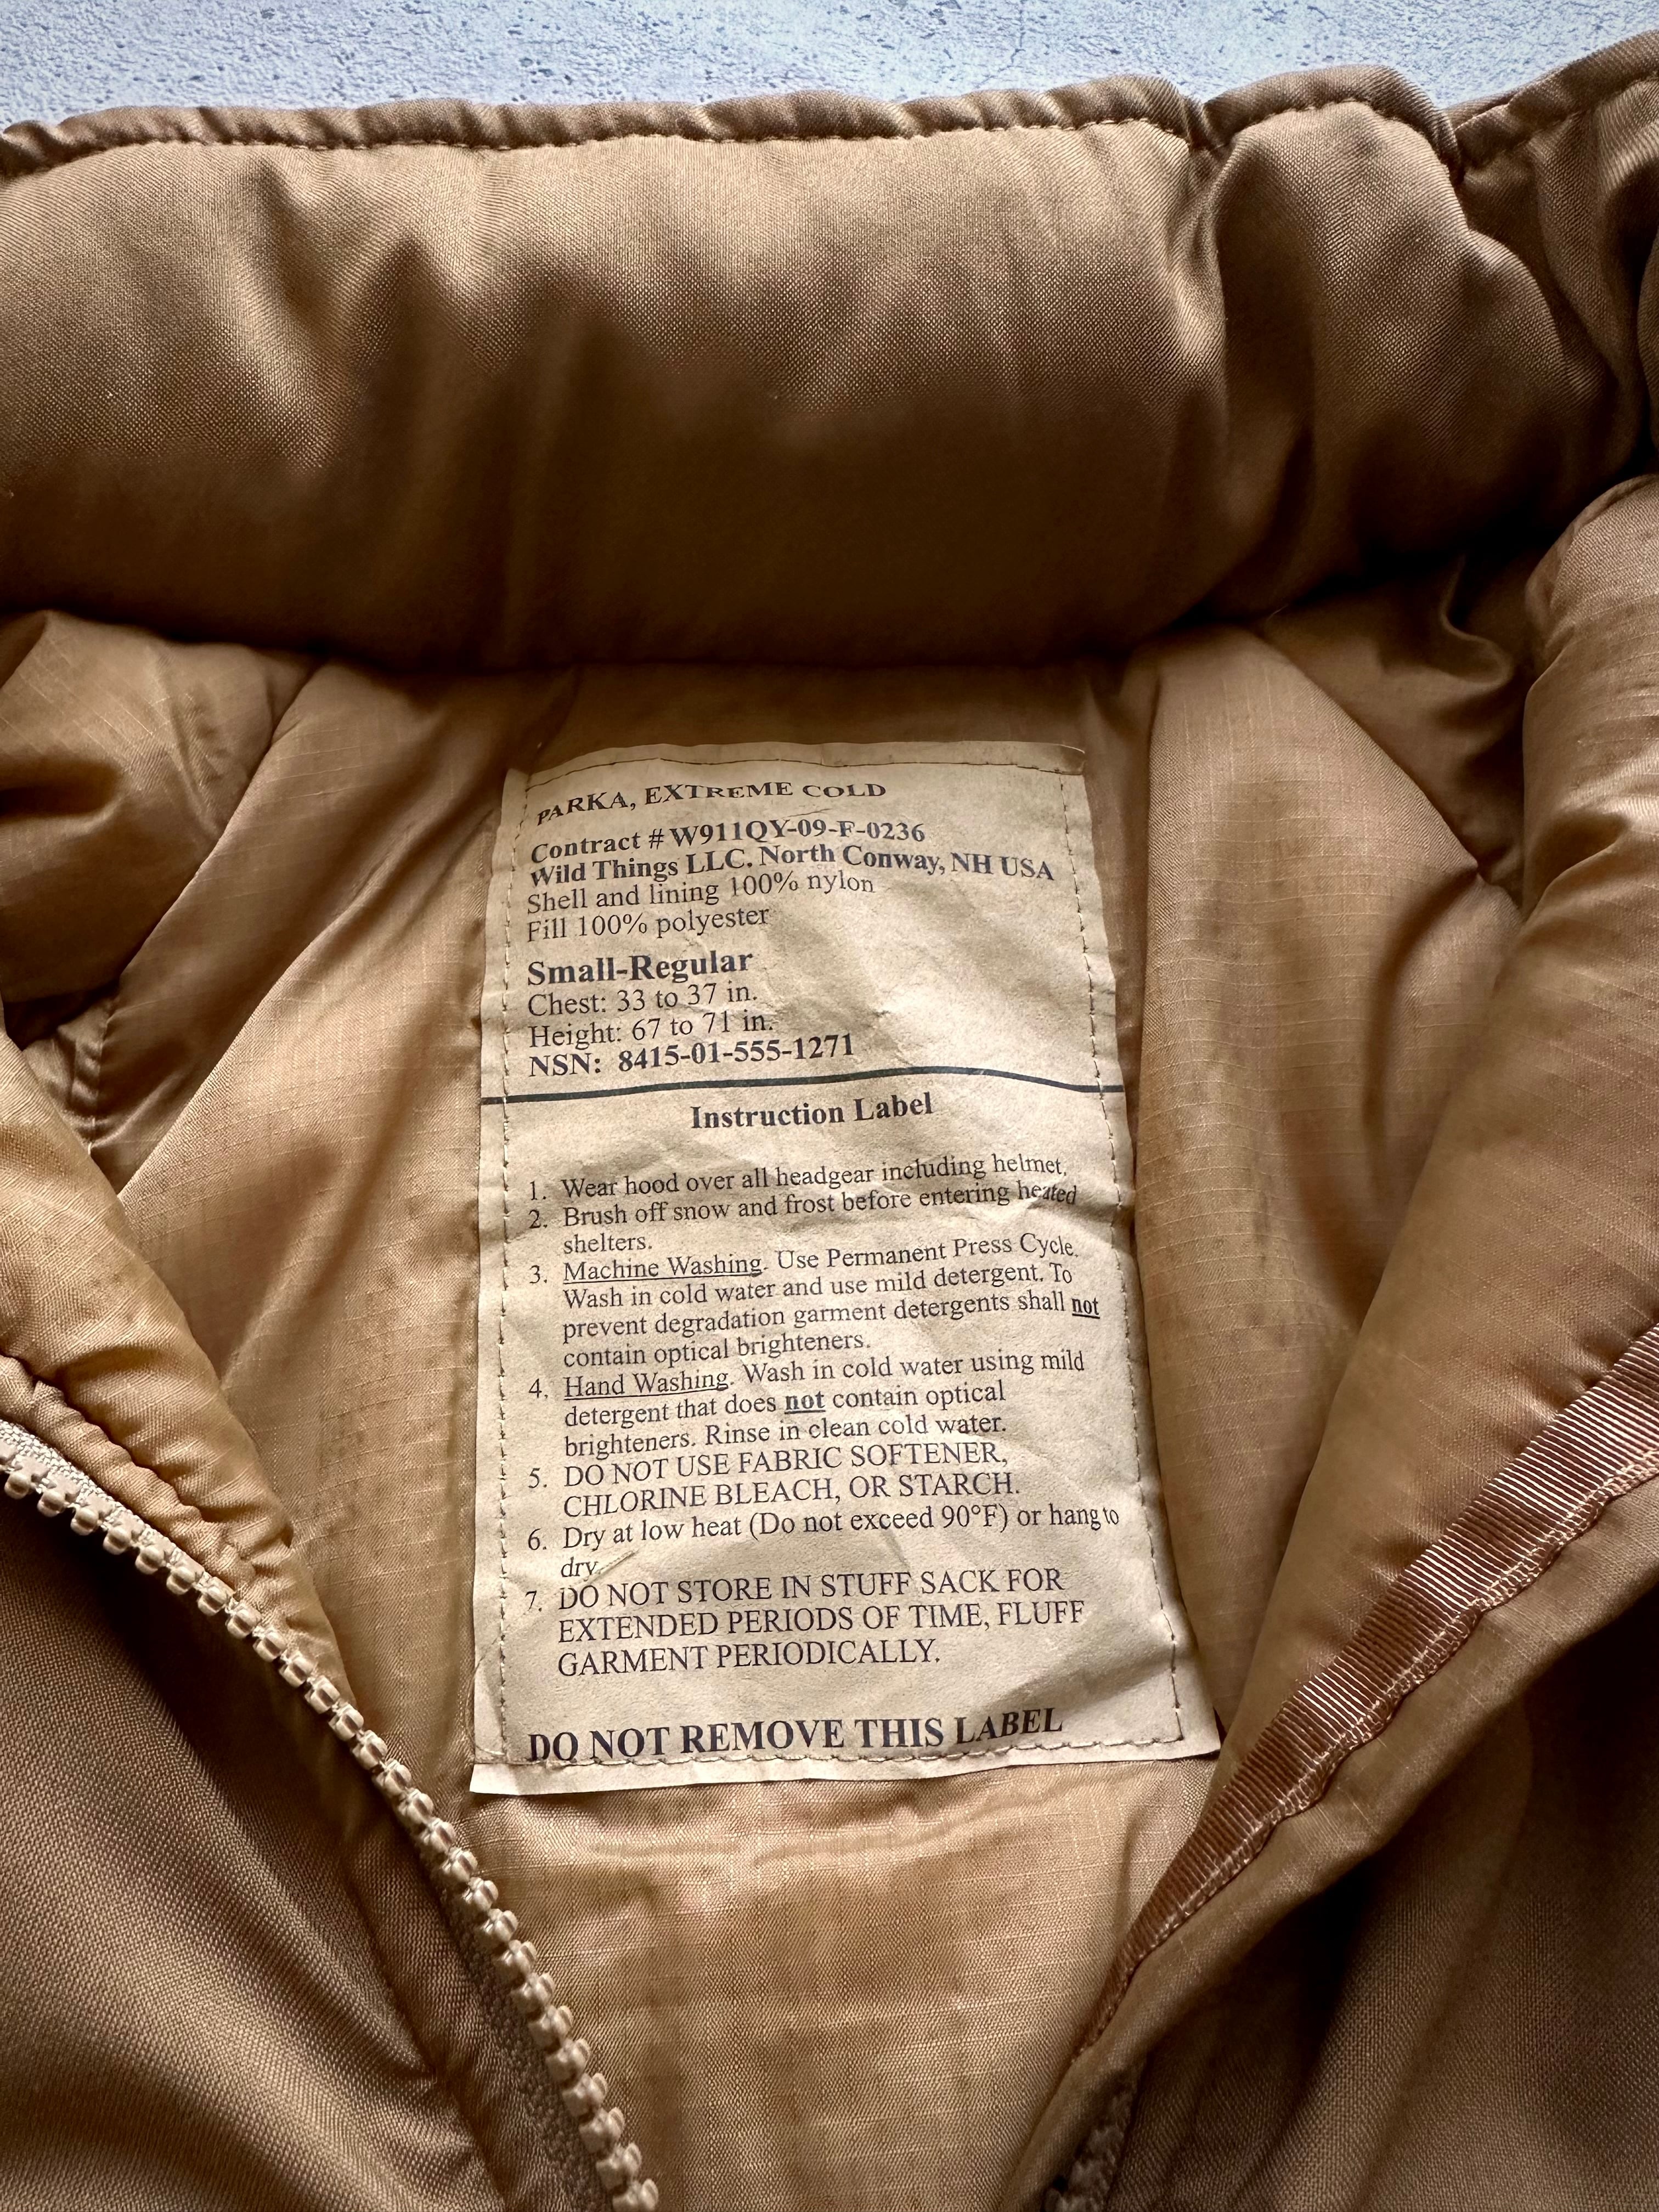 PARKA, EXTREME COLD
Contract # W911QY-09-F-0236
Wild Things LLC. North Conway, NH USA
Shell and lining 100% nylon
Fill 100% polyester
Small-Regular
Chest: 33 to 37 in.
Height: 67 to 71 in.
NSN: 8415-01-555-1271
Instruction Label
1. Wear hood over all headgear including helmet.
2. Brush off snow and frost before entering heated
shelters.
3. Machine Washing. Use Permanent Press Cycle.
Wash in cold water and use mild detergent. To
prevent degradation garment detergents shall not
contain optical brighteners.
4. Hand Washing. Wash in cold water using mild
detergent that does not contain optical
brighteners. Rinse in clean cold water.
5. DO NOT USE FABRIC SOFTENER,
CHLORINE BLEACH, OR STARCH.
6. Dry at low heat (Do not exceed 90°F) or hang to
dry.
7. DO NOT STORE IN STUFF SACK FOR
EXTENDED PERIODS OF TIME, FLUFF
GARMENT PERIODICALLY.
DO NOT REMOVE THIS LABEL